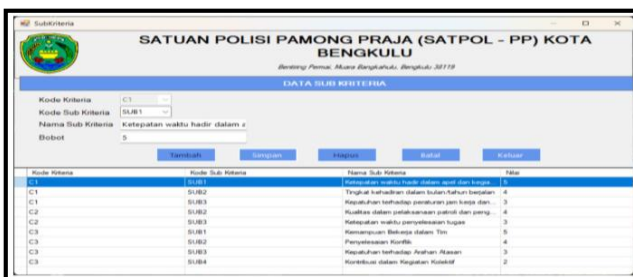 SubKriteria
SATUAN POLISI PAMONG PRAJA (SATPOL - PP) KOTA
BENGKULU
Benteng Permai, Muara Bangkahulu, Bengkulu 38119
DATA SUB KRITERIA
Kode Kriteria C1
Kode Sub Kriteria SUB1
Nama Sub Kriteria Ketepatan waktu hadir dalam a
Bobot 5
Tambah Simpan Hapus Batal Keluar
Kode Kriteria Kode Sub Kriteria Nama Sub Kriteria Nilai
C1 SUB1 Ketepatan waktu hadir dalam apel dan kegia... 5
C1 SUB2 Tingkat kehadiran dalam bulan/tahun berjalan 4
C1 SUB3 Kepatuhan terhadap peraturan jam kerja dan... 3
C2 SUB2 Kualitas dalam pelaksanaan patroli dan peng... 4
C2 SUB3 Ketepatan waktu penyelesaian tugas 3
C3 SUB1 Kemampuan Bekerja dalam Tim 5
C3 SUB2 Penyelesaian Konflik 4
C3 SUB3 Kepatuhan terhadap Arahan Atasan 3
C3 SUB4 Kontribusi dalam Kegiatan Kolektif 2